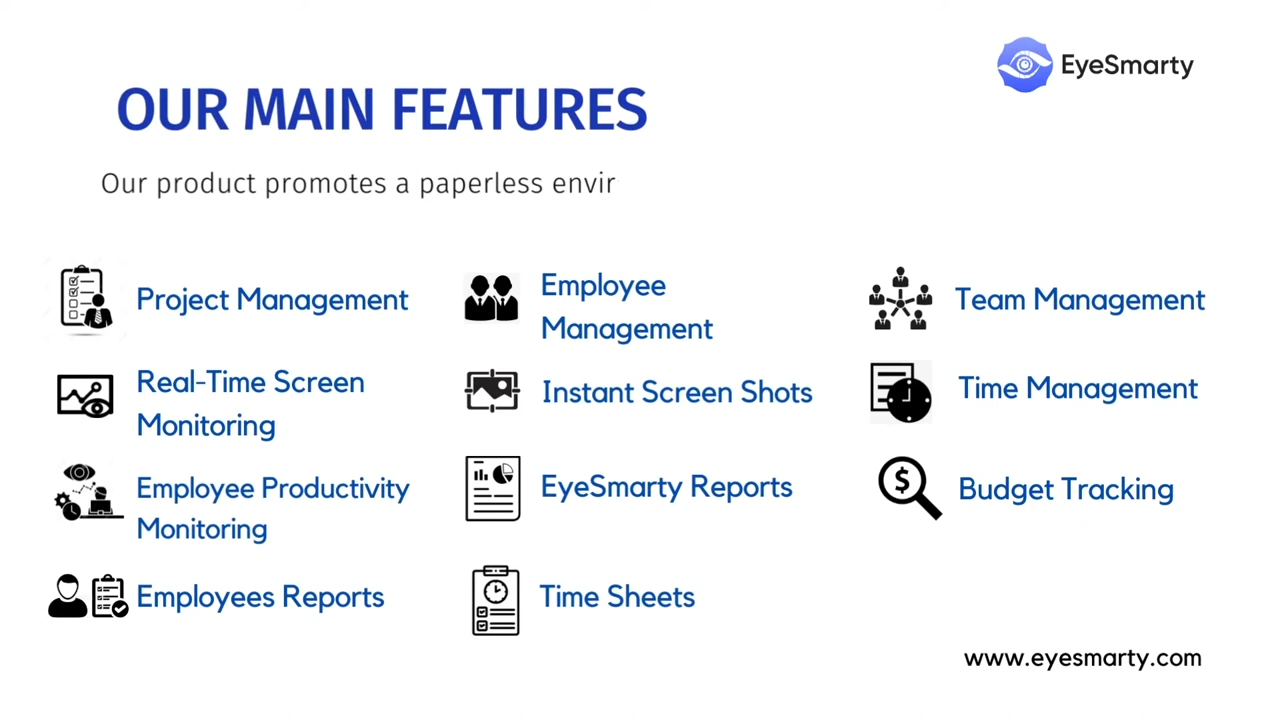 EyeSmarty
OUR MAIN FEATURES
Our product promotes a paperless envir
Project Management
Employee
Management
Team Management
Real-Time Screen
Monitoring
Instant Screen Shots
Time Management
Employee Productivity
Monitoring
EyeSmarty Reports
Budget Tracking
Employees Reports
Time Sheets
www.eyesmarty.com